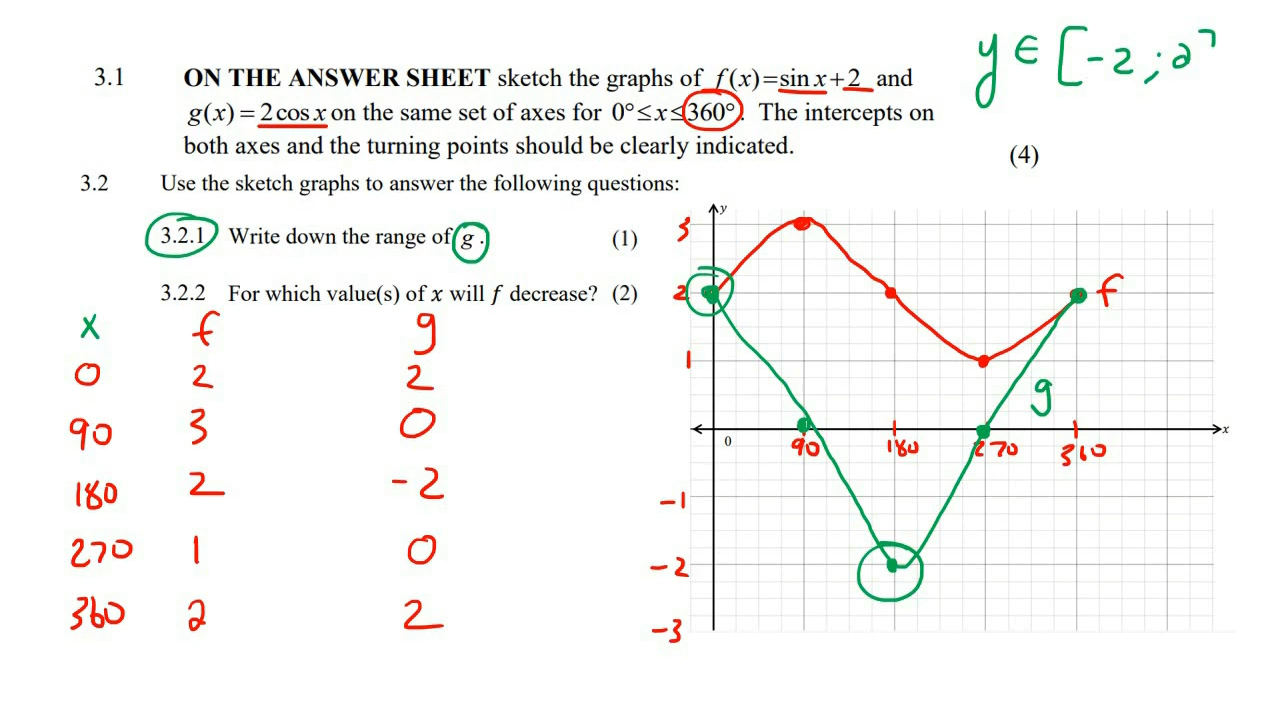 y ∈ [-2 ; 2
3.1 ON THE ANSWER SHEET sketch the graphs of f(x)=sin x+2 and
g(x) = 2 cos x on the same set of axes for 0°≤x≤360°. The intercepts on
both axes and the turning points should be clearly indicated. (4)
3.2 Use the sketch graphs to answer the following questions:
3.2.1 Write down the range of g. (1)
3.2.2 For which value(s) of x will f decrease? (2)
x f g
0 2 2
90 3 0
180 2 -2
270 1 0
360 2 2
y
3
2
f
1
g
0
x
90 180 270 360
-1
-2
-3